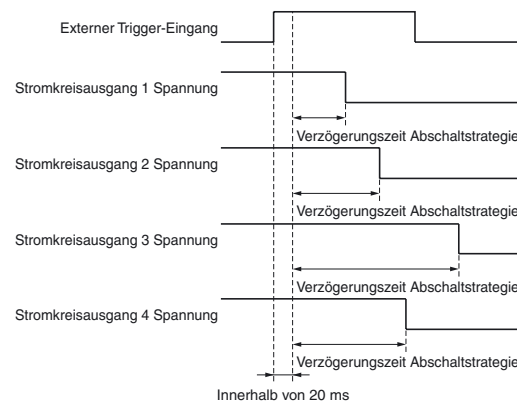 Externer Trigger-Eingang
Stromkreisausgang 1 Spannung
Verzögerungszeit Abschaltstrategie
Stromkreisausgang 2 Spannung
Verzögerungszeit Abschaltstrategie
Stromkreisausgang 3 Spannung
Verzögerungszeit Abschaltstrategie
Stromkreisausgang 4 Spannung
Verzögerungszeit Abschaltstrategie
Innerhalb von 20 ms